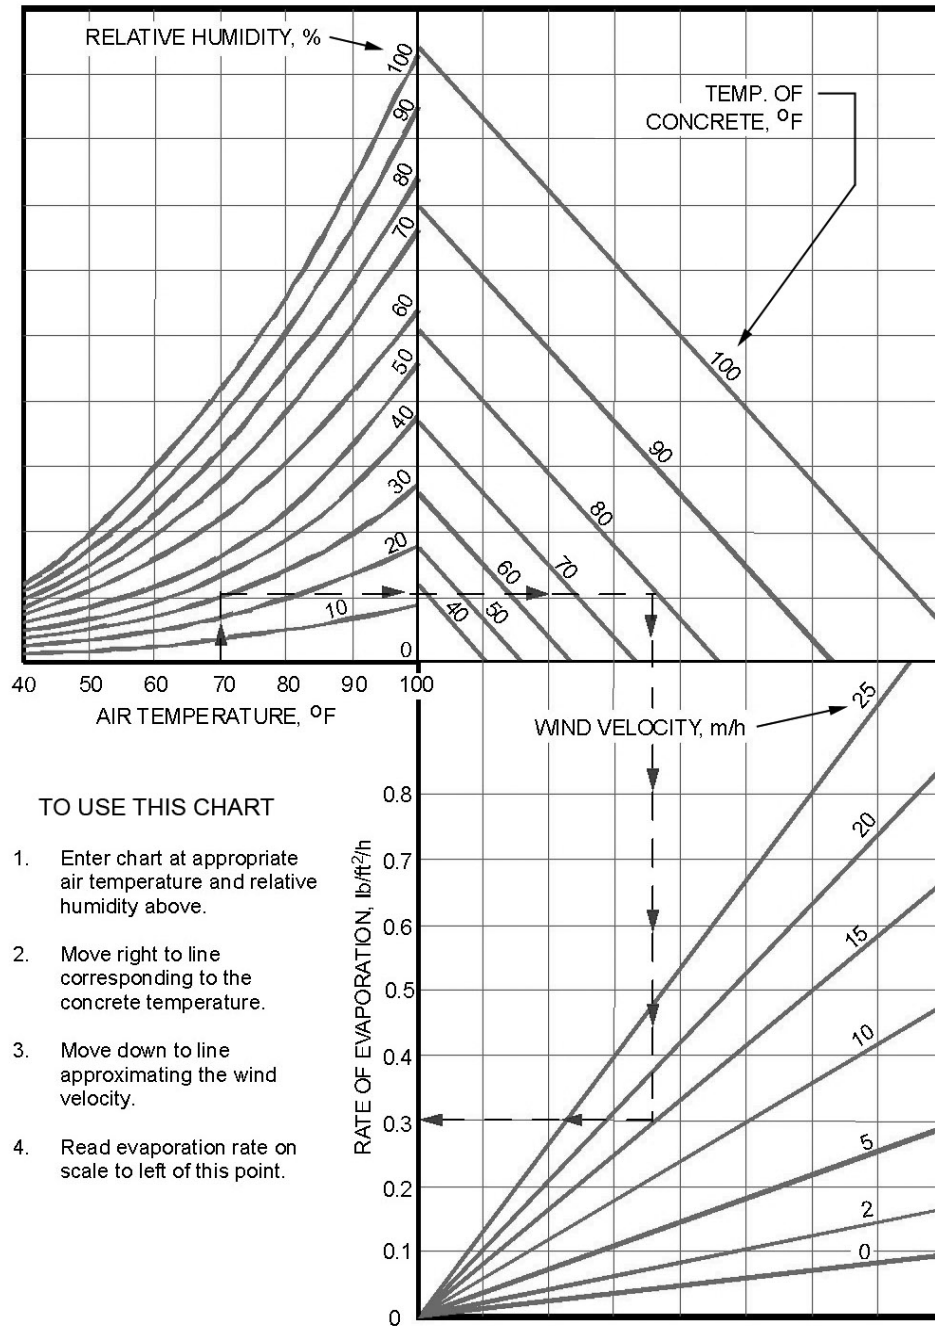 RELATIVE HUMIDITY, %
100
90
80
70
60
50
40
30
20
10
0
TEMP. OF
CONCRETE, °F
100
90
80
70
60
50
40
40 50 60 70 80 90 100
AIR TEMPERATURE, °F
WIND VELOCITY, m/h
25
20
15
10
5
2
0
RATE OF EVAPORATION, lb/ft²/h
0.8
0.7
0.6
0.5
0.4
0.3
0.2
0.1
0
TO USE THIS CHART
1. Enter chart at appropriate
air temperature and relative
humidity above.
2. Move right to line
corresponding to the
concrete temperature.
3. Move down to line
approximating the wind
velocity.
4. Read evaporation rate on
scale to left of this point.